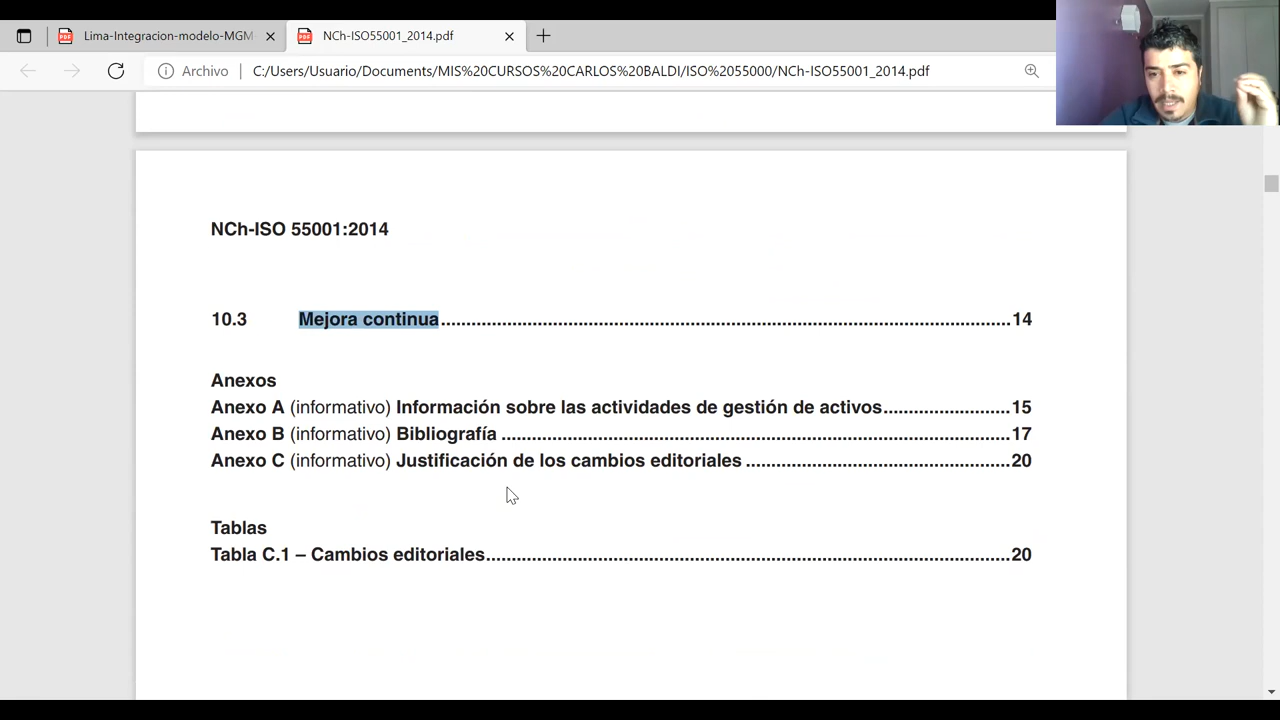 Lima-Integracion-modelo-MGM
NCh-ISO55001_2014.pdf
Archivo
C:/Users/Usuario/Documents/MIS%20CURSOS%20CARLOS%20BALDI/ISO%2055000/NCh-ISO55001_2014.pdf
NCh-ISO 55001:2014
10.3 Mejora continua........................................................................................................14
Anexos
Anexo A (informativo) Información sobre las actividades de gestión de activos........................15
Anexo B (informativo) Bibliografía ....................................................................................................17
Anexo C (informativo) Justificación de los cambios editoriales ....................................................20
Tablas
Tabla C.1 – Cambios editoriales........................................................................................................20